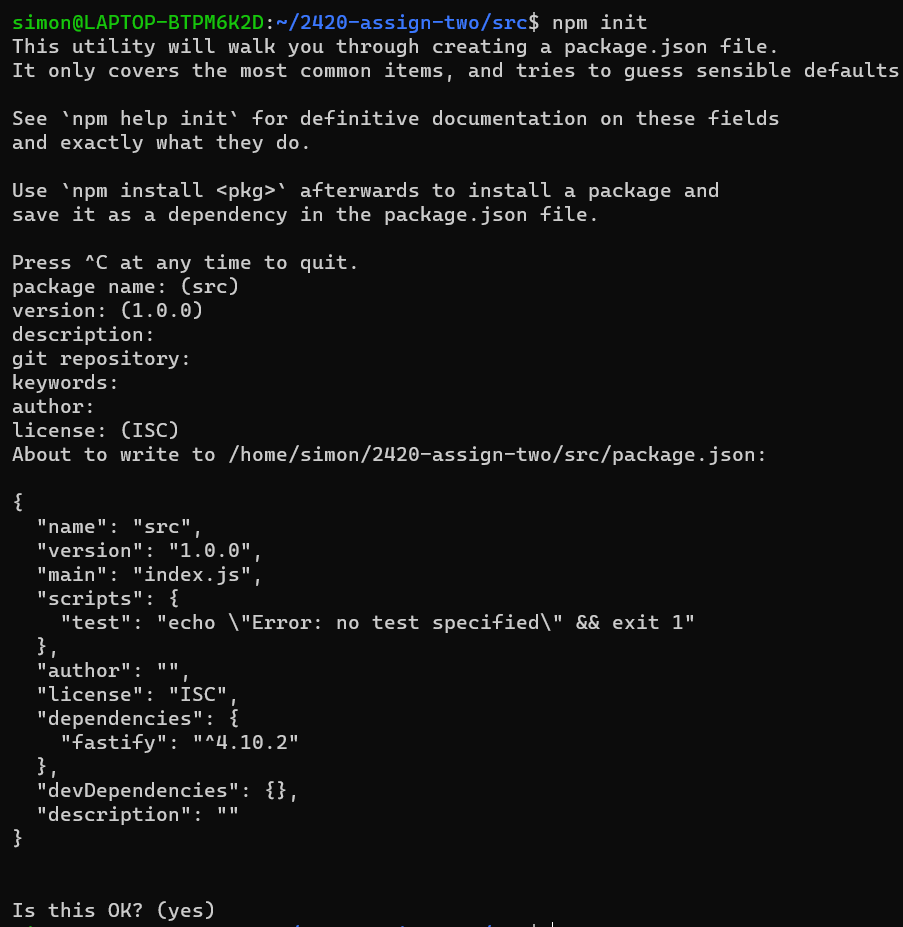 simon@LAPTOP-BTPM6K2D:~/2420-assign-two/src$ npm init
This utility will walk you through creating a package.json file.
It only covers the most common items, and tries to guess sensible defaults
See `npm help init` for definitive documentation on these fields
and exactly what they do.
Use `npm install <pkg>` afterwards to install a package and
save it as a dependency in the package.json file.
Press ^C at any time to quit.
package name: (src)
version: (1.0.0)
description:
git repository:
keywords:
author:
license: (ISC)
About to write to /home/simon/2420-assign-two/src/package.json:
{
  "name": "src",
  "version": "1.0.0",
  "main": "index.js",
  "scripts": {
    "test": "echo \"Error: no test specified\" && exit 1"
  },
  "author": "",
  "license": "ISC",
  "dependencies": {
    "fastify": "^4.10.2"
  },
  "devDependencies": {},
  "description": ""
}
Is this OK? (yes)